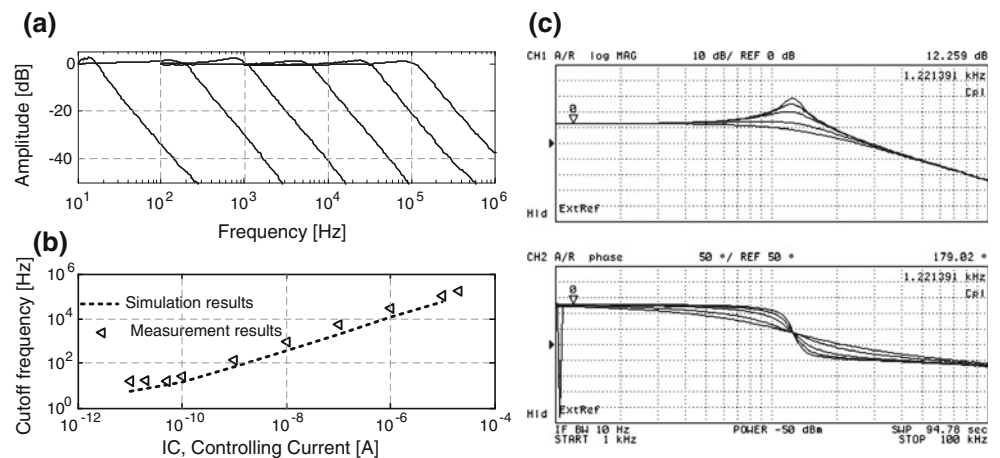 (a)
Amplitude [dB]
0
-20
-40
10^1
10^2
10^3
10^4
10^5
10^6
Frequency [Hz]
(b)
Cutoff frequency [Hz]
10^6
10^4
10^2
10^0
Simulation results
Measurement results
10^-12
10^-10
10^-8
10^-6
10^-4
IC, Controlling Current [A]
(c)
CH1 A/R log MAG 10 dB/ REF 0 dB 12.259 dB
1.221391 kHz
Cpl
0
Hld
ExtRef
CH2 A/R phase 50 °/ REF 50 ° 179.02 °
1.221391 kHz
Cpl
0
Hld
ExtRef
IF BW 10 Hz POWER -50 dBm SWP 94.78 sec
START 1 kHz STOP 100 kHz